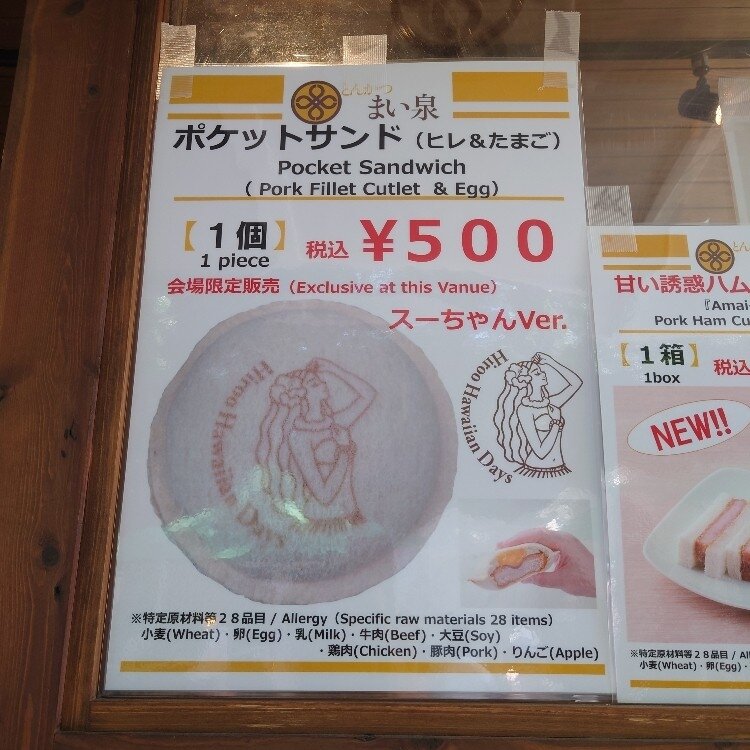 とんかつ
まい泉
ポケットサンド（ヒレ＆たまご）
Pocket Sandwich
（ Pork Fillet Cutlet ＆ Egg）
【１個】 税込 ￥５００
1 piece
会場限定販売（Exclusive at this Vanue）
スーちゃんVer.
Hiroo Hawaiian Days
Hiroo Hawaiian Days
※特定原材料等２８品目 / Allergy（Specific raw materials 28 items）
小麦(Wheat)・卵(Egg)・乳(Milk)・牛肉(Beef)・大豆(Soy)
・鶏肉(Chicken)・豚肉(Pork)・りんご(Apple)
とん
甘い誘惑ハム
『Amai-
Pork Ham Cu
【１箱】 税込
1box
NEW!!
※特定原材料等２８品目 / All
小麦(Wheat)・卵(Egg)